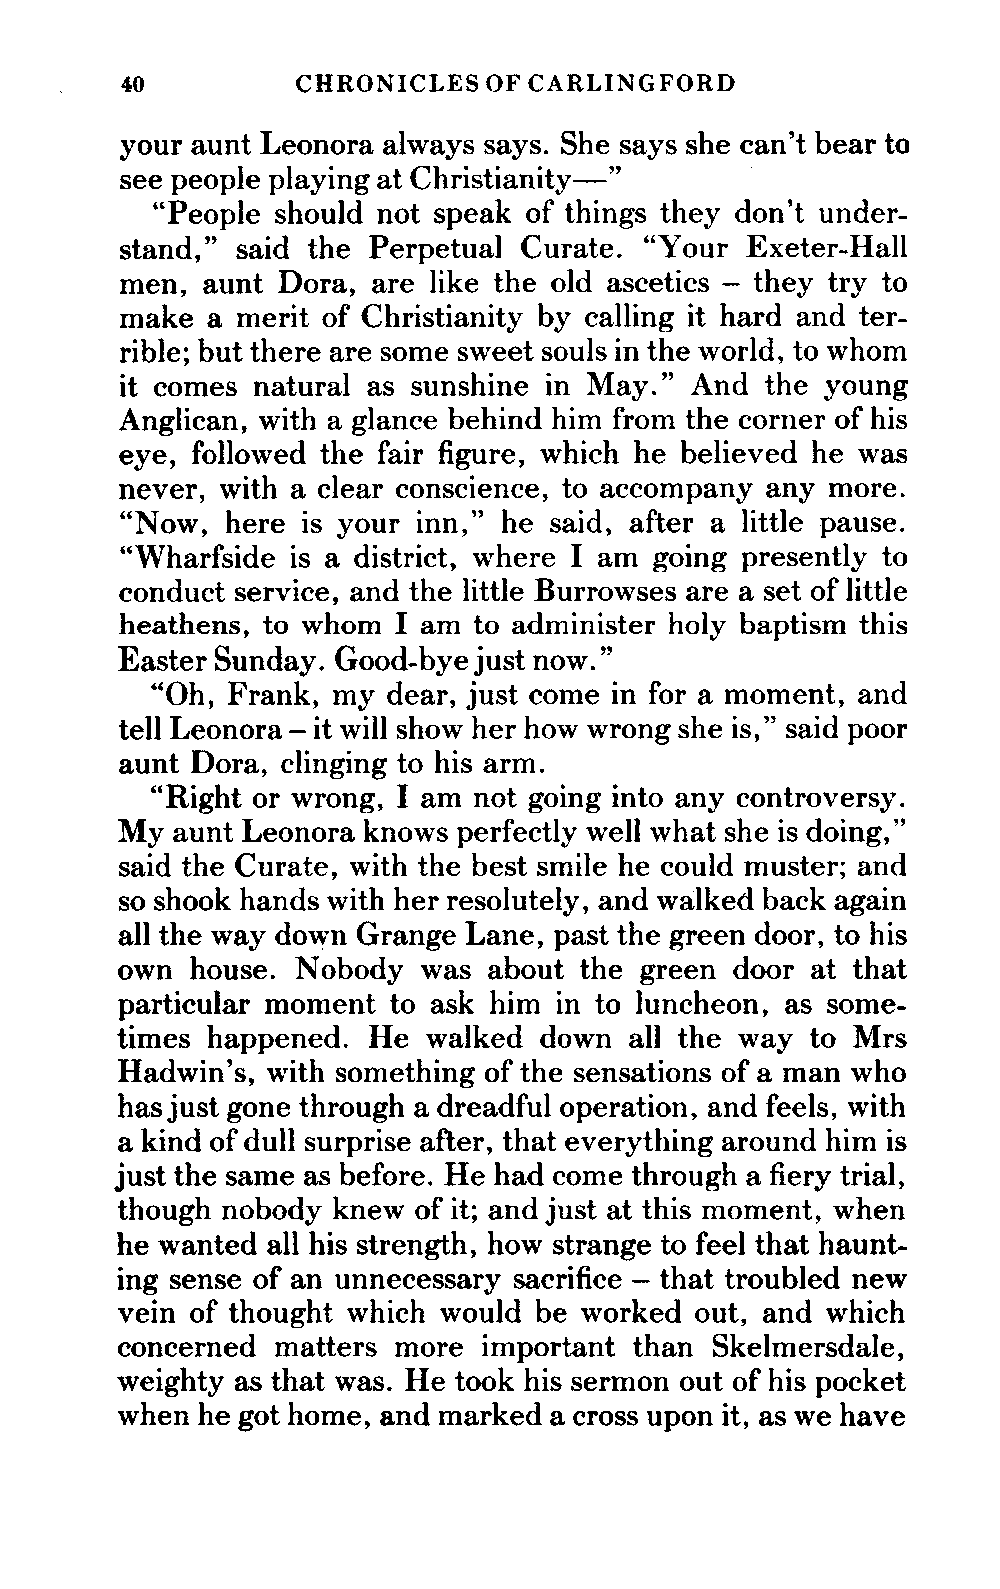 40 CHRONICLES OF CARLINGFORD
your aunt Leonora always says. She says she can't bear to
see people playing at Christianity—”
“People should not speak of things they don't under-
stand,” said the Perpetual Curate. “Your Exeter-Hall
men, aunt Dora, are like the old ascetics – they try to
make a merit of Christianity by calling it hard and ter-
rible; but there are some sweet souls in the world, to whom
it comes natural as sunshine in May.” And the young
Anglican, with a glance behind him from the corner of his
eye, followed the fair figure, which he believed he was
never, with a clear conscience, to accompany any more.
“Now, here is your inn,” he said, after a little pause.
“Wharfside is a district, where I am going presently to
conduct service, and the little Burrowses are a set of little
heathens, to whom I am to administer holy baptism this
Easter Sunday. Good-bye just now.”
“Oh, Frank, my dear, just come in for a moment, and
tell Leonora – it will show her how wrong she is,” said poor
aunt Dora, clinging to his arm.
“Right or wrong, I am not going into any controversy.
My aunt Leonora knows perfectly well what she is doing,”
said the Curate, with the best smile he could muster; and
so shook hands with her resolutely, and walked back again
all the way down Grange Lane, past the green door, to his
own house. Nobody was about the green door at that
particular moment to ask him in to luncheon, as some-
times happened. He walked down all the way to Mrs
Hadwin's, with something of the sensations of a man who
has just gone through a dreadful operation, and feels, with
a kind of dull surprise after, that everything around him is
just the same as before. He had come through a fiery trial,
though nobody knew of it; and just at this moment, when
he wanted all his strength, how strange to feel that haunt-
ing sense of an unnecessary sacrifice – that troubled new
vein of thought which would be worked out, and which
concerned matters more important than Skelmersdale,
weighty as that was. He took his sermon out of his pocket
when he got home, and marked a cross upon it, as we have